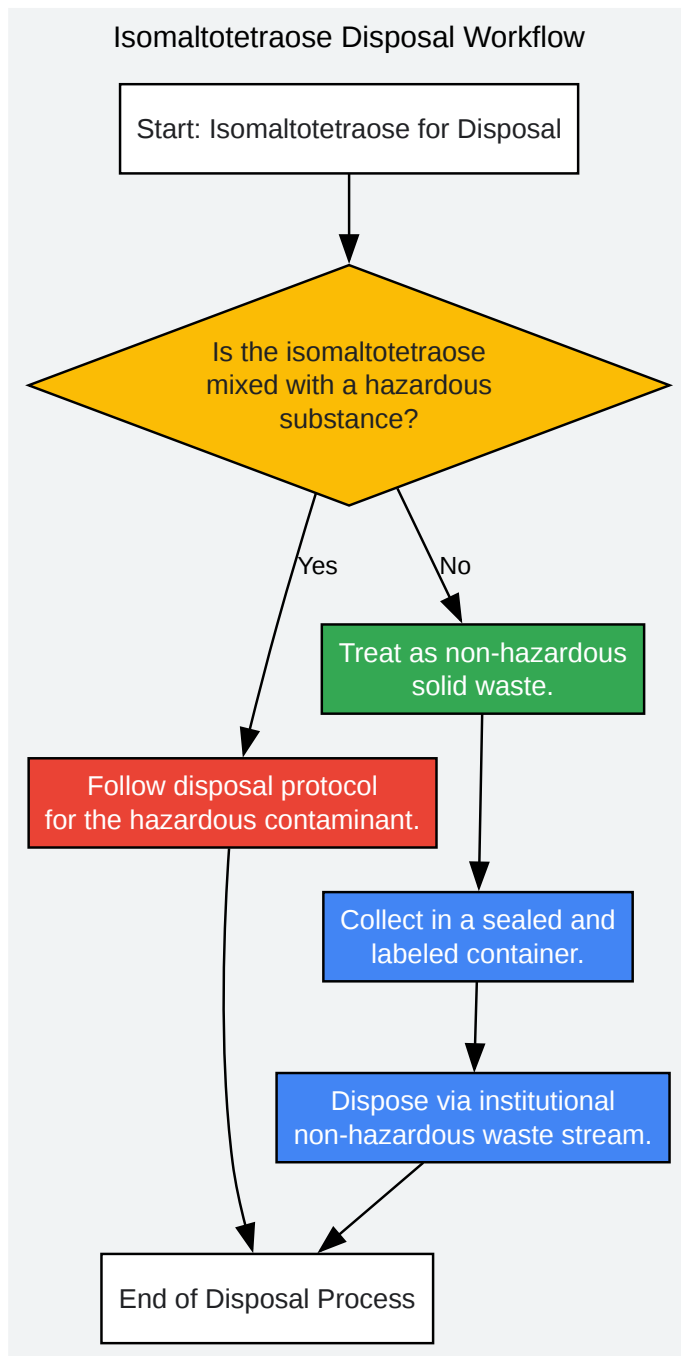 Isomaltotetraose Disposal Workflow
Start: Isomaltotetraose for Disposal
Is the isomaltotetraose
mixed with a hazardous
substance?
Yes
No
Treat as non-hazardous
solid waste.
Follow disposal protocol
for the hazardous contaminant.
Collect in a sealed and
labeled container.
Dispose via institutional
non-hazardous waste stream.
End of Disposal Process